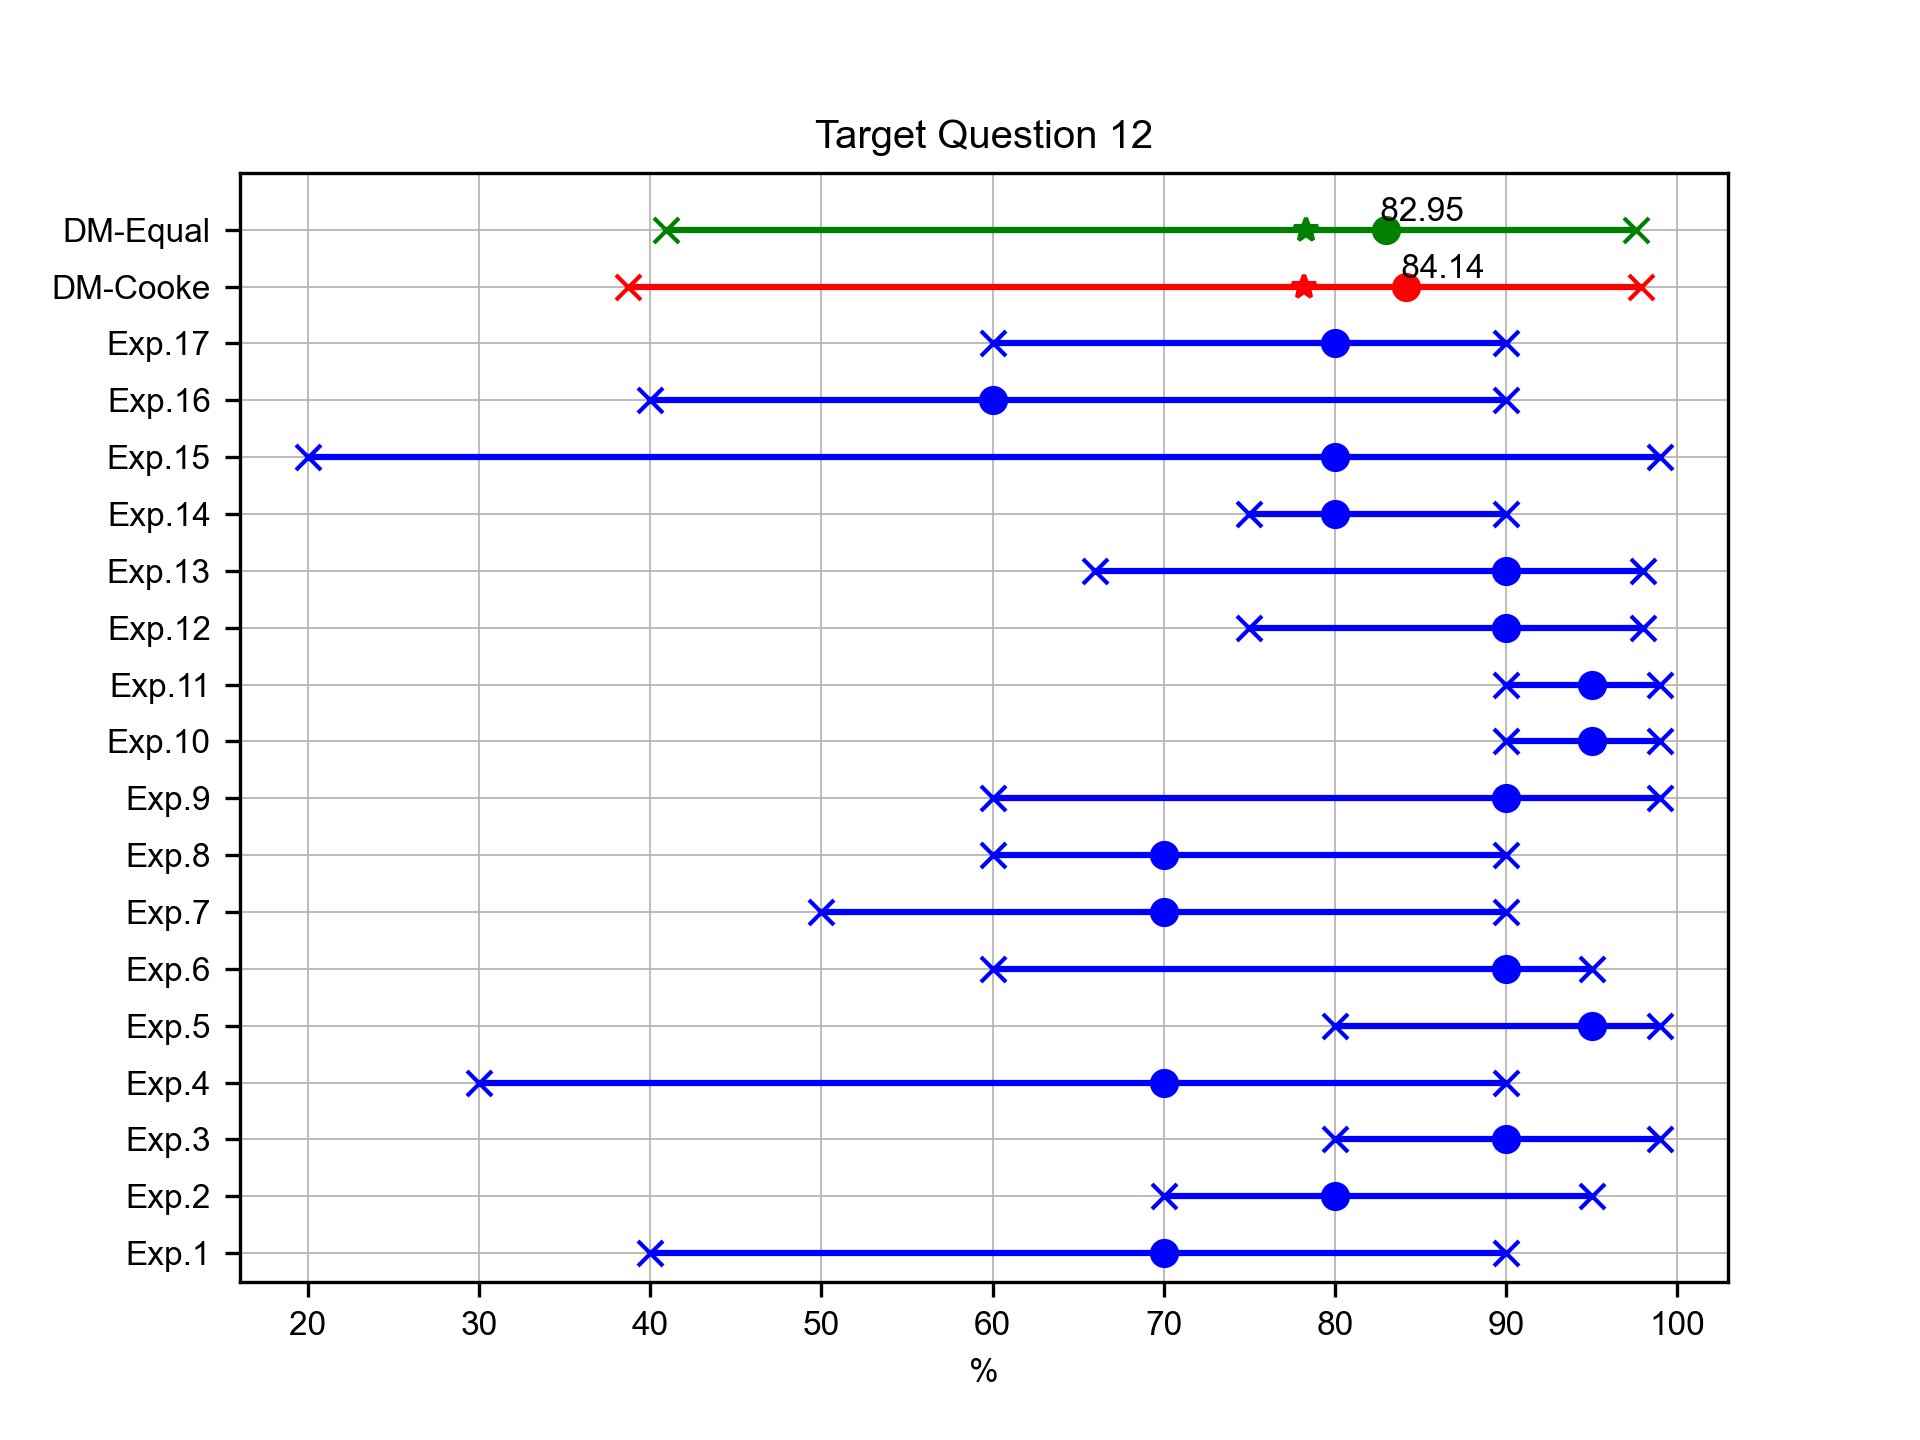 Target Question 12
DM-Equal
82.95
DM-Cooke
84.14
Exp.17
Exp.16
Exp.15
Exp.14
Exp.13
Exp.12
Exp.11
Exp.10
Exp.9
Exp.8
Exp.7
Exp.6
Exp.5
Exp.4
Exp.3
Exp.2
Exp.1
20 30 40 50 60 70 80 90 100
%